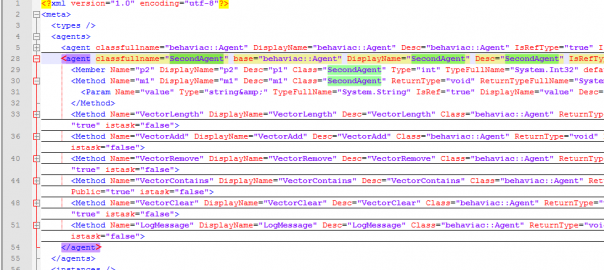 1 <?xml version="1.0" encoding="utf-8"?>
2 <meta>
3 <types />
4 <agents>
5 <agent classfullname="behaviac::Agent" DisplayName="behaviac::Agent" Desc="behaviac::Agent" IsRefType="true" I
28 <agent classfullname="SecondAgent" base="behaviac::Agent" DisplayName="SecondAgent" Desc="SecondAgent" IsRefTyp
29 <Member Name="p2" DisplayName="p2" Desc="p1" Class="SecondAgent" Type="int" TypeFullName="System.Int32" defa
30 <Method Name="m1" DisplayName="m1" Desc="m1" Class="SecondAgent" ReturnType="void" ReturnTypeFullName="System
31 <Param Name="value" Type="string&amp;" TypeFullName="System.String" IsRef="true" DisplayName="value" Desc=
32 </Method>
33 <Method Name="VectorLength" DisplayName="VectorLength" Desc="VectorLength" Class="behaviac::Agent" ReturnTyp
"true" istask="false">
36 <Method Name="VectorAdd" DisplayName="VectorAdd" Desc="VectorAdd" Class="behaviac::Agent" ReturnType="void"
istask="false">
40 <Method Name="VectorRemove" DisplayName="VectorRemove" Desc="VectorRemove" Class="behaviac::Agent" ReturnTyp
"true" istask="false">
44 <Method Name="VectorContains" DisplayName="VectorContains" Desc="VectorContains" Class="behaviac::Agent" Ret
Public="true" istask="false">
48 <Method Name="VectorClear" DisplayName="VectorClear" Desc="VectorClear" Class="behaviac::Agent" ReturnType=
"true" istask="false">
51 <Method Name="LogMessage" DisplayName="LogMessage" Desc="LogMessage" Class="behaviac::Agent" ReturnType="vo
istask="false">
54 </agent>
55 </agents>
56 <instances />